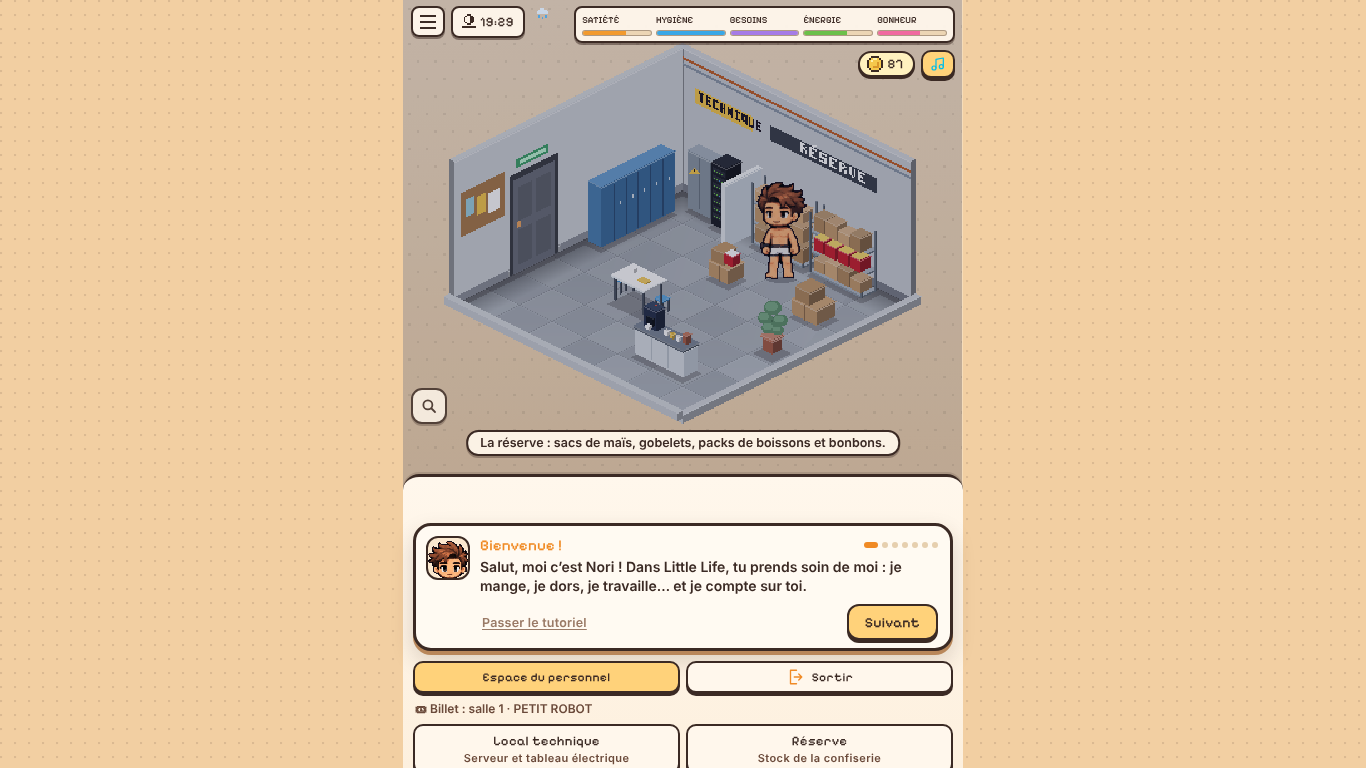 19:29
SATIÉTÉ
HYGIÈNE
BESOINS
ÉNERGIE
BONHEUR
87
TECHNIQUE
RÉSERVE
La réserve : sacs de maïs, gobelets, packs de boissons et bonbons.
Bienvenue !
Salut, moi c’est Nori ! Dans Little Life, tu prends soin de moi : je
mange, je dors, je travaille… et je compte sur toi.
Passer le tutoriel
Suivant
Espace du personnel
Sortir
Billet : salle 1 · PETIT ROBOT
Local technique
Serveur et tableau électrique
Réserve
Stock de la confiserie